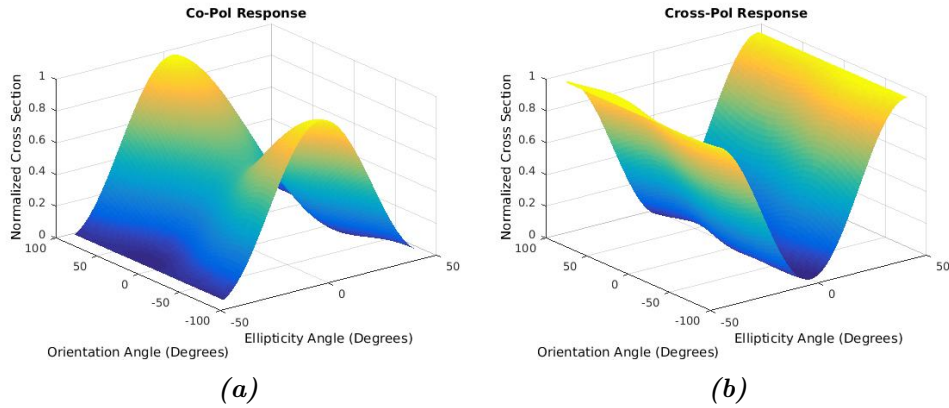 Co-Pol Response
Normalized Cross Section
1
0.8
0.6
0.4
0.2
0
100
50
0
-50
-100
-50
0
50
Orientation Angle (Degrees)
Ellipticity Angle (Degrees)
(a)
Cross-Pol Response
Normalized Cross Section
1
0.8
0.6
0.4
0.2
0
100
50
0
-50
-100
-50
0
50
Orientation Angle (Degrees)
Ellipticity Angle (Degrees)
(b)